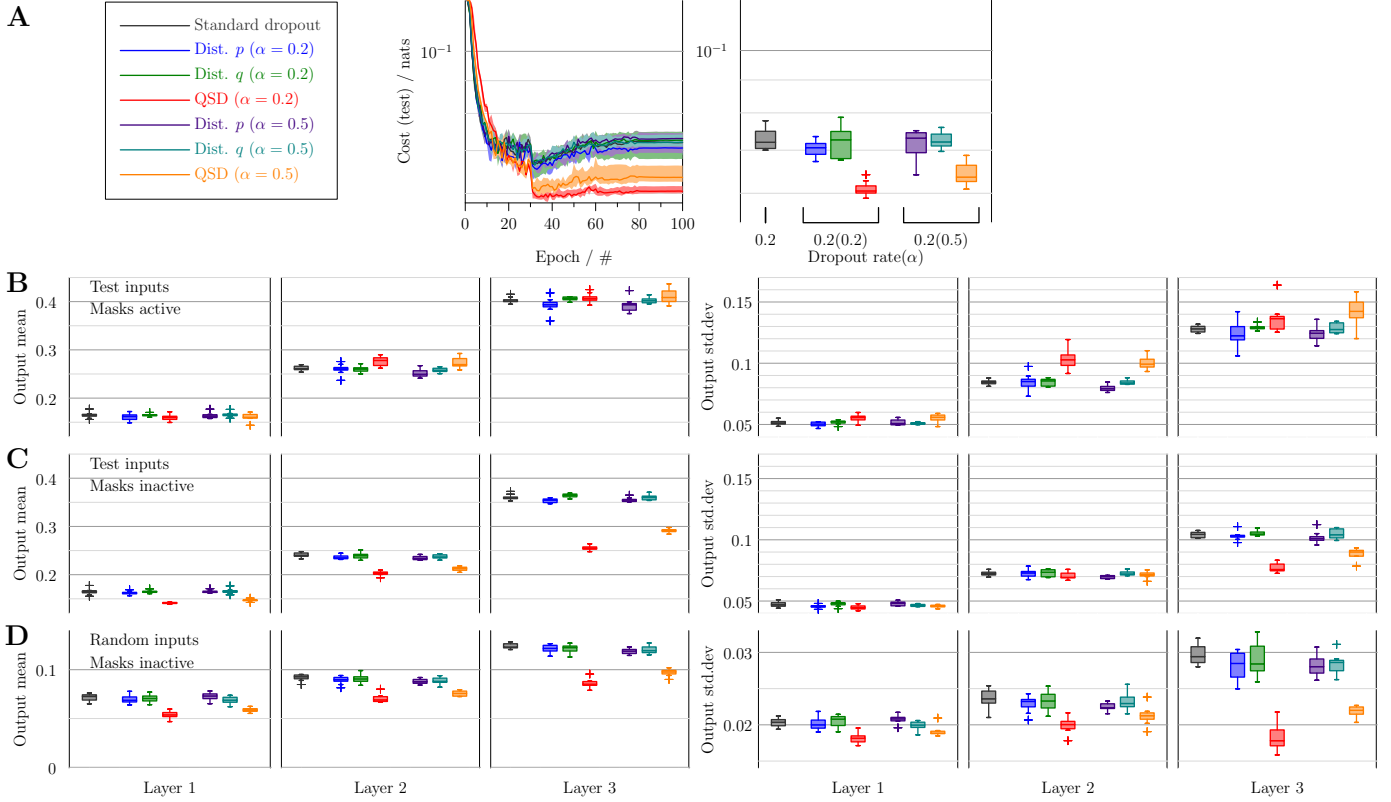 A
Standard dropout
Dist. p (α = 0.2)
Dist. q (α = 0.2)
QSD (α = 0.2)
Dist. p (α = 0.5)
Dist. q (α = 0.5)
QSD (α = 0.5)
Cost (test) / nats
10⁻¹
0 20 40 60 80 100
Epoch / #
10⁻¹
0.2 0.2(0.2) 0.2(0.5)
Dropout rate(α)
B
Output mean
0.4
0.3
0.2
Test inputs
Masks active
Output std.dev
0.15
0.1
0.05
C
Output mean
0.4
0.3
0.2
Test inputs
Masks inactive
Output std.dev
0.15
0.1
0.05
D
Output mean
0.1
0
Random inputs
Masks inactive
Output std.dev
0.03
0.02
Layer 1 Layer 2 Layer 3 Layer 1 Layer 2 Layer 3